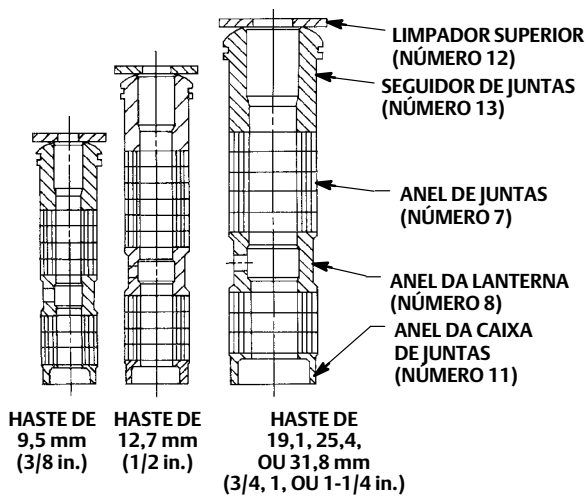 LIMPADOR SUPERIOR
(NÚMERO 12)
SEGUIDOR DE JUNTAS
(NÚMERO 13)
ANEL DE JUNTAS
(NÚMERO 7)
ANEL DA LANTERNA
(NÚMERO 8)
ANEL DA CAIXA
DE JUNTAS
(NÚMERO 11)
HASTE DE
9,5 mm
(3/8 in.)
HASTE DE
12,7 mm
(1/2 in.)
HASTE DE
19,1, 25,4,
OU 31,8 mm
(3/4, 1, OU 1-1/4 in.)